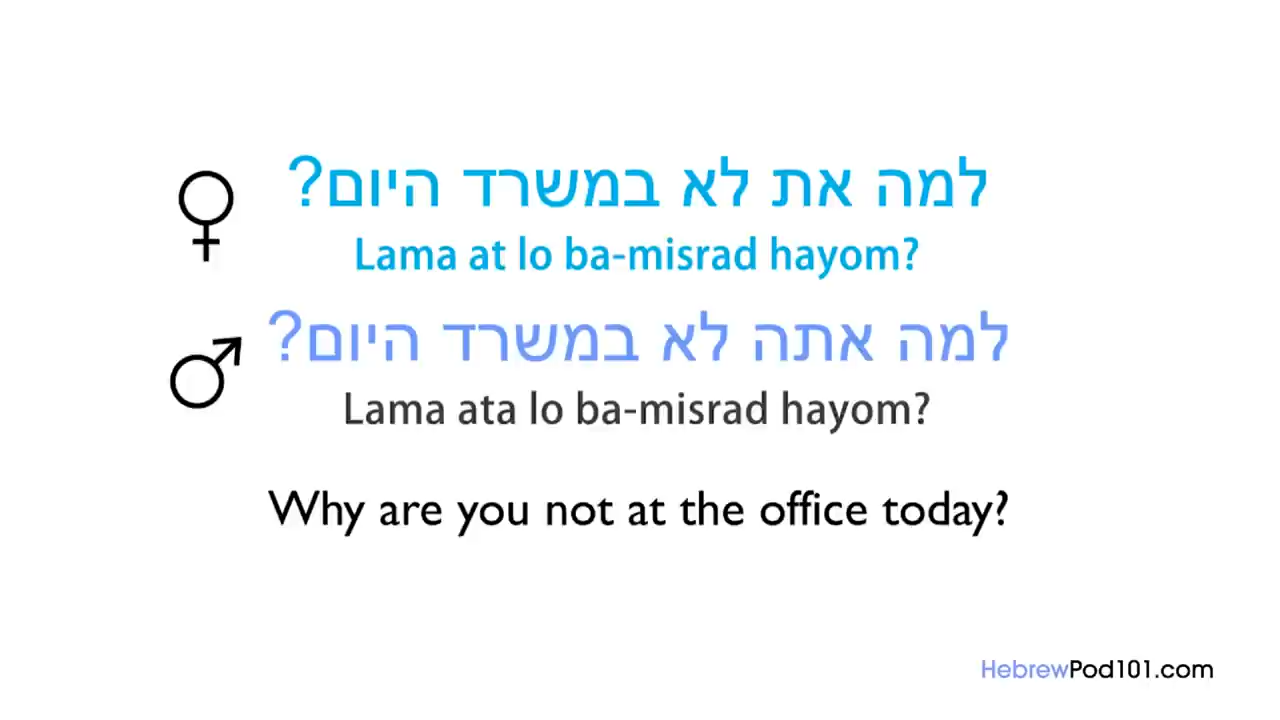 למה את לא במשרד היום?
Lama at lo ba-misrad hayom?
למה אתה לא במשרד היום?
Lama ata lo ba-misrad hayom?
Why are you not at the office today?
HebrewPod101.com